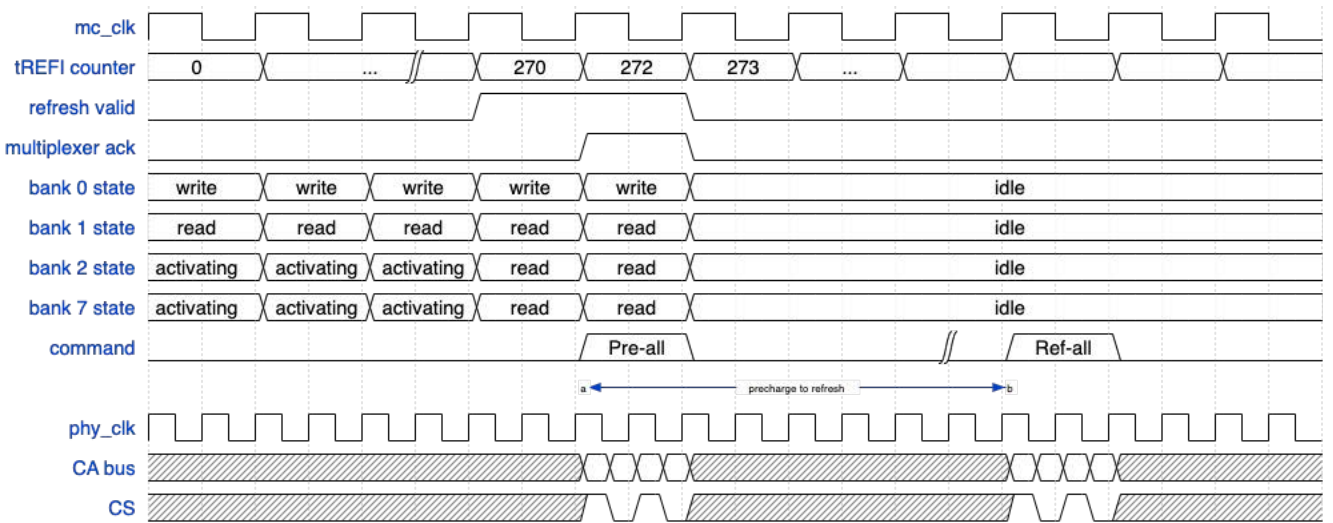 mc_clk
tREFI counter 0 ... 270 272 273 ...
refresh valid
multiplexer ack
bank 0 state write write write write write idle
bank 1 state read read read read read idle
bank 2 state activating activating activating read read idle
bank 7 state activating activating activating read read idle
command Pre-all Ref-all
a precharge to refresh b
phy_clk
CA bus
CS